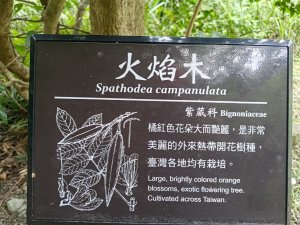 火焰木
Spathodea campanulata
紫葳科 Bignoniaceae
橘紅色花朵大而艷麗，是非常
美麗的外來熱帶開花樹種，
臺灣各地均有栽培。
Large, brightly colored orange
blossoms, exotic flowering tree.
Cultivated across Taiwan.